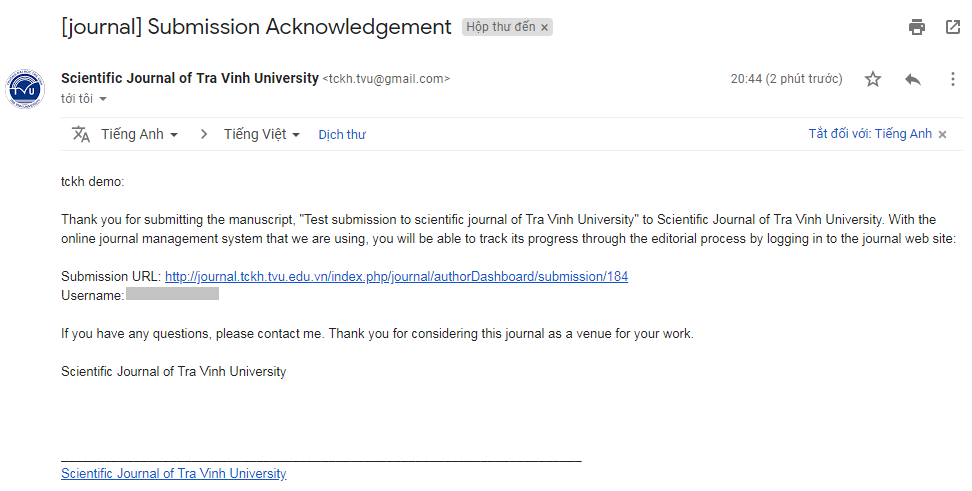 [journal] Submission Acknowledgement Hộp thư đến ×
Scientific Journal of Tra Vinh University <tckh.tvu@gmail.com> 20:44 (2 phút trước)
tới tôi
Tiếng Anh > Tiếng Việt Dịch thư Tắt đối với: Tiếng Anh ×
tckh demo:
Thank you for submitting the manuscript, "Test submission to scientific journal of Tra Vinh University" to Scientific Journal of Tra Vinh University. With the
online journal management system that we are using, you will be able to track its progress through the editorial process by logging in to the journal web site:
Submission URL: http://journal.tckh.tvu.edu.vn/index.php/journal/authorDashboard/submission/184
Username:
If you have any questions, please contact me. Thank you for considering this journal as a venue for your work.
Scientific Journal of Tra Vinh University
Scientific Journal of Tra Vinh University